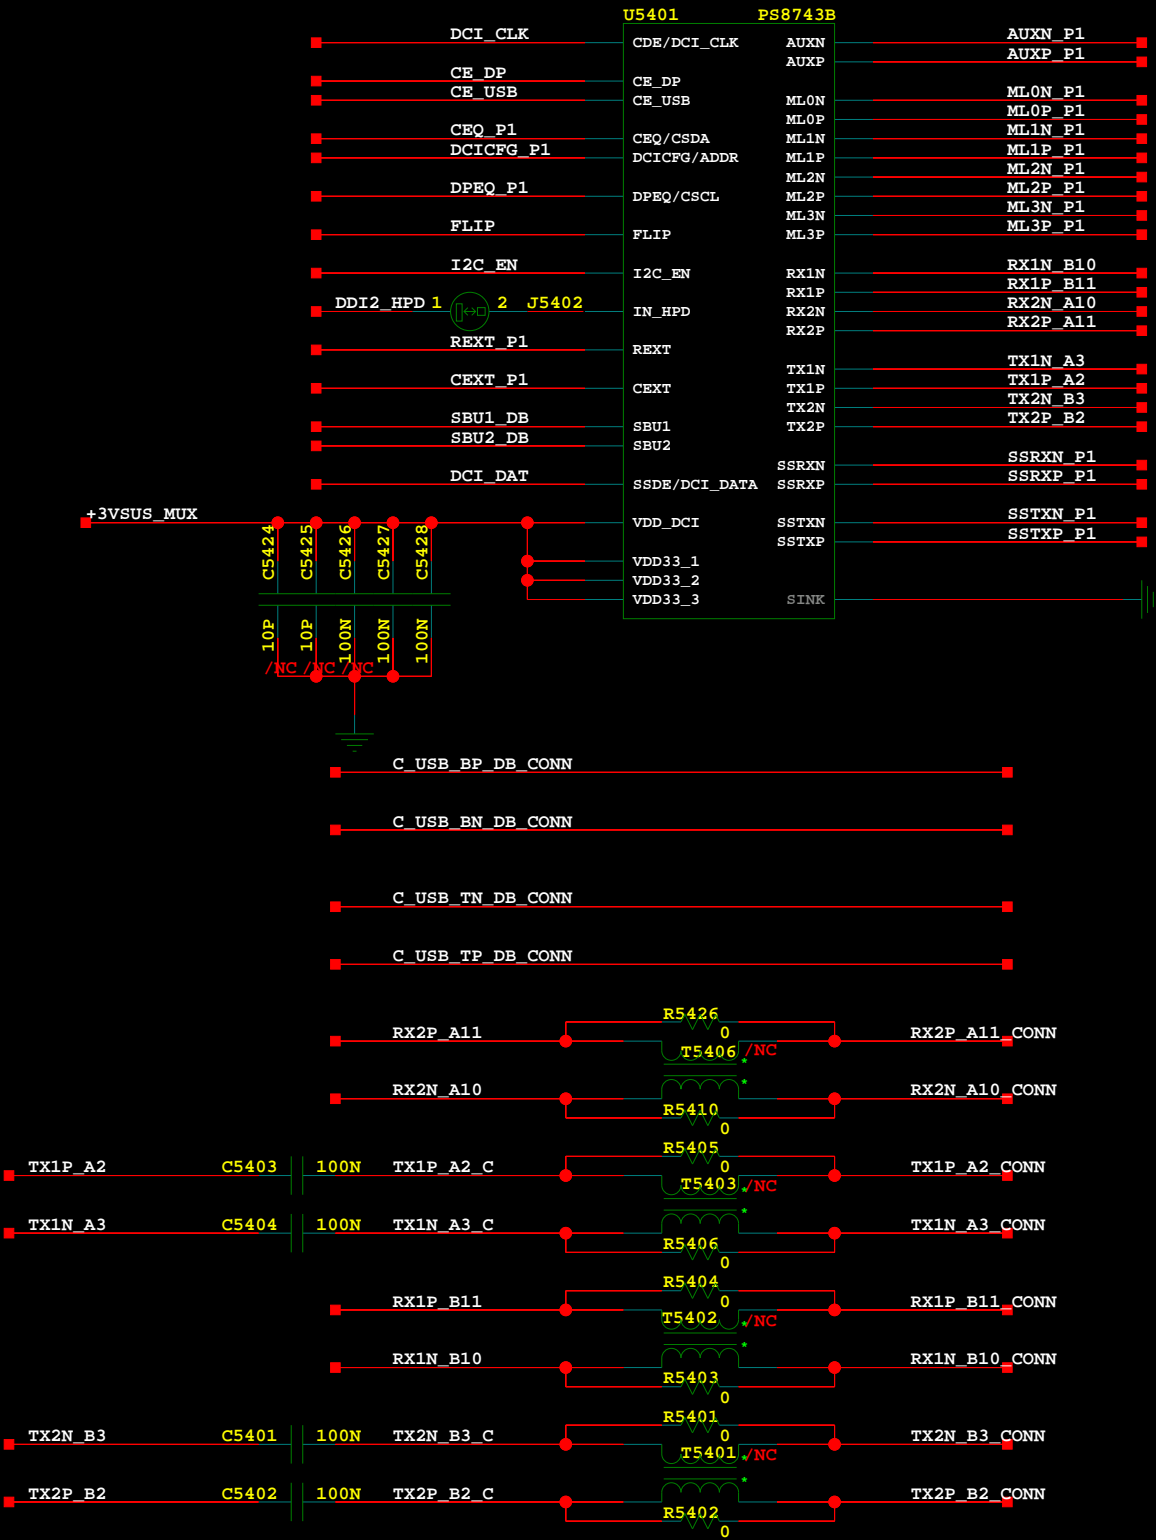 U5401 PS8743B
DCI_CLK CDE/DCI_CLK AUXN AUXN_P1
AUXP AUXP_P1
CE_DP CE_DP
CE_USB CE_USB ML0N ML0N_P1
ML0P ML0P_P1
CEQ_P1 CEQ/CSDA ML1N ML1N_P1
DCICFG_P1 DCICFG/ADDR ML1P ML1P_P1
ML2N ML2N_P1
DPEQ_P1 DPEQ/CSCL ML2P ML2P_P1
ML3N ML3N_P1
FLIP FLIP ML3P ML3P_P1
I2C_EN I2C_EN RX1N RX1N_B10
RX1P RX1P_B11
DDI2_HPD 1 2 J5402 IN_HPD RX2N RX2N_A10
RX2P RX2P_A11
REXT_P1 REXT
TX1N TX1N_A3
CEXT_P1 CEXT TX1P TX1P_A2
TX2N TX2N_B3
SBU1_DB SBU1 TX2P TX2P_B2
SBU2_DB SBU2
SSRXN SSRXN_P1
DCI_DAT SSDE/DCI_DATA SSRXP SSRXP_P1
+3VSUS_MUX VDD_DCI SSTXN SSTXN_P1
SSTXP SSTXP_P1
C5424 C5425 C5426 C5427 C5428 VDD33_1
VDD33_2
VDD33_3 SINK
10P 10P 100N 100N 100N
/NC /NC /NC
C_USB_BP_DB_CONN
C_USB_BN_DB_CONN
C_USB_TN_DB_CONN
C_USB_TP_DB_CONN
R5426
RX2P_A11 0 RX2P_A11_CONN
T5406 /NC
*
*
RX2N_A10 RX2N_A10_CONN
R5410
0
R5405
TX1P_A2 C5403 100N TX1P_A2_C 0 TX1P_A2_CONN
T5403 /NC
*
*
TX1N_A3 C5404 100N TX1N_A3_C TX1N_A3_CONN
R5406
0
R5404
RX1P_B11 0 RX1P_B11_CONN
T5402 /NC
*
*
RX1N_B10 RX1N_B10_CONN
R5403
0
R5401
TX2N_B3 C5401 100N TX2N_B3_C 0 TX2N_B3_CONN
T5401 /NC
*
*
TX2P_B2 C5402 100N TX2P_B2_C TX2P_B2_CONN
R5402
0